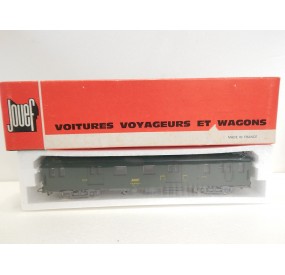 Jouef
VOITURES VOYAGEURS ET WAGONS
MADE IN FRANCE